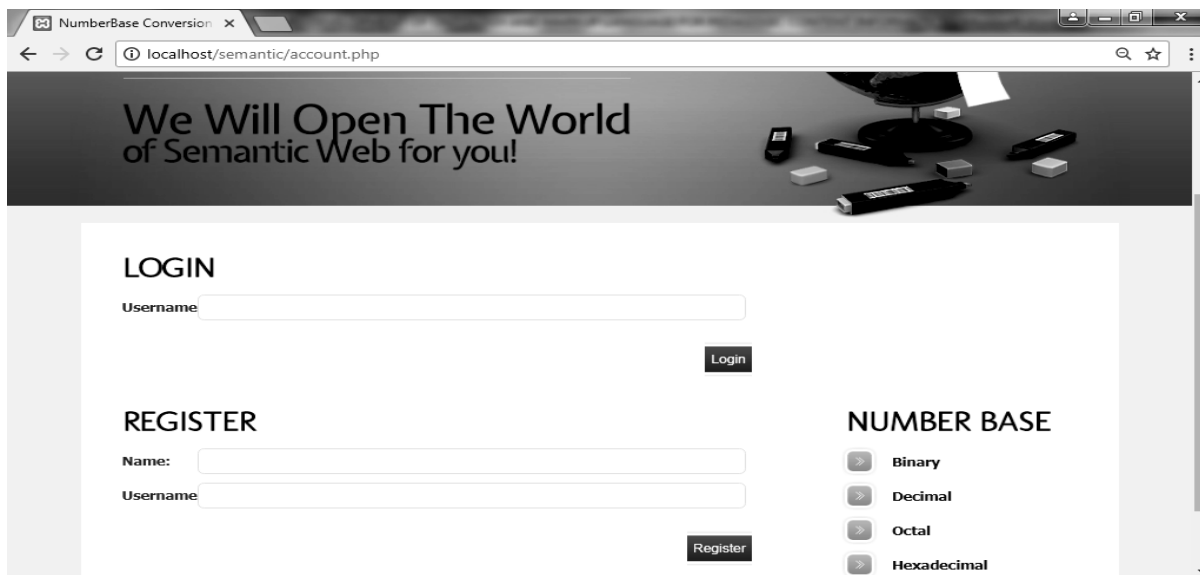 NumberBase Conversion
localhost/semantic/account.php
We Will Open The World
of Semantic Web for you!
LOGIN
Username
Login
REGISTER
Name:
Username
Register
NUMBER BASE
Binary
Decimal
Octal
Hexadecimal